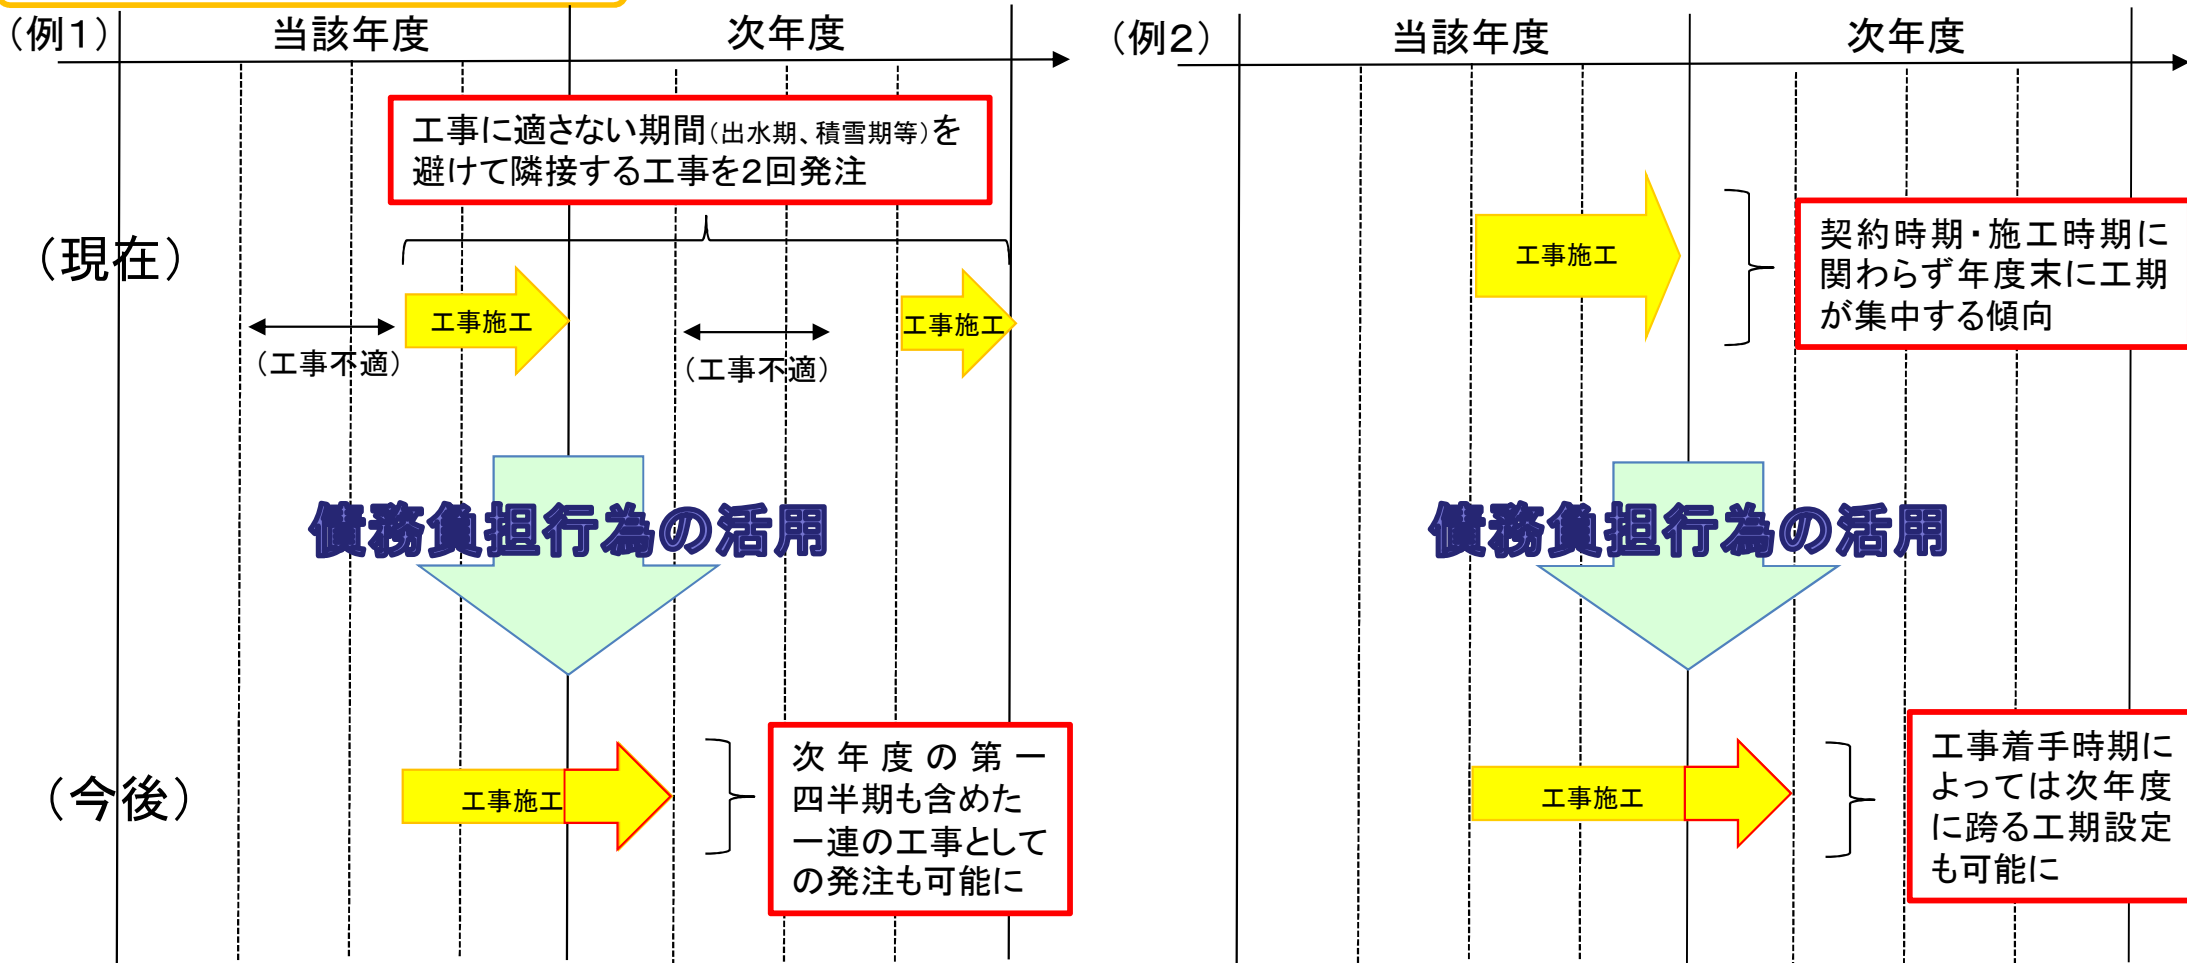 （例１）
当該年度
次年度
工事に適さない期間（出水期、積雪期等）を
避けて隣接する工事を２回発注
（現在）
工事施工
工事施工
（工事不適）
（工事不適）
債務負担行為の活用
（今後）
工事施工
次年度の第一
四半期も含めた
一連の工事として
の発注も可能に
（例２）
当該年度
次年度
工事施工
契約時期・施工時期に
関わらず年度末に工期
が集中する傾向
債務負担行為の活用
工事施工
工事着手時期に
よっては次年度
に跨る工期設定
も可能に